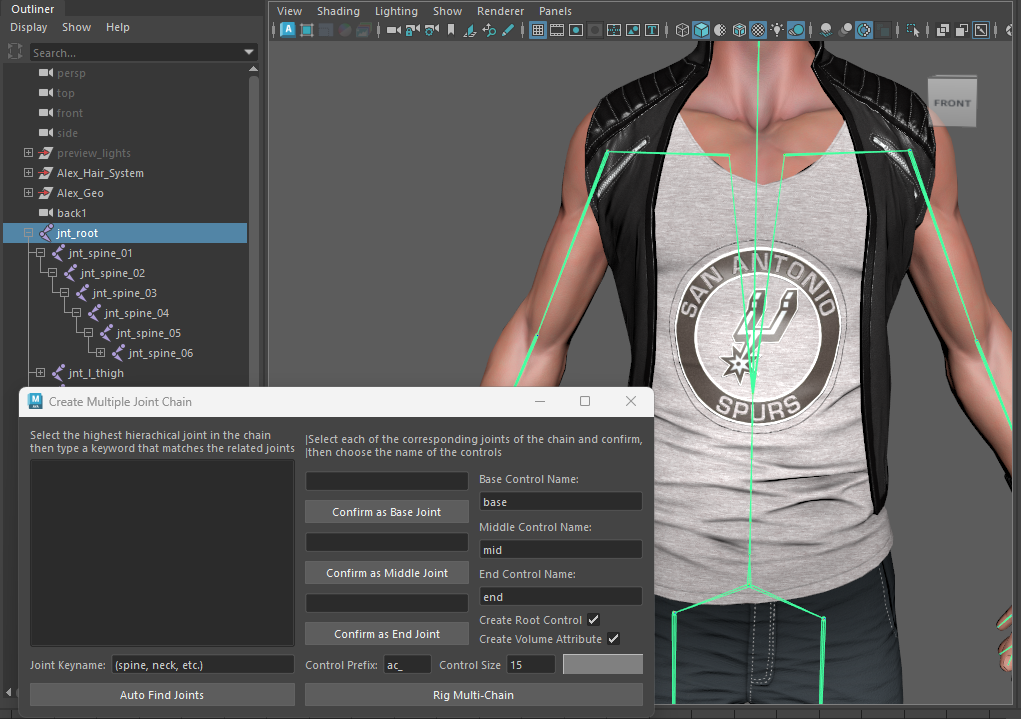 Outliner
Display Show Help
Search...
persp
top
front
side
preview_lights
Alex_Hair_System
Alex_Geo
back1
jnt_root
jnt_spine_01
jnt_spine_02
jnt_spine_03
jnt_spine_04
jnt_spine_05
jnt_spine_06
jnt_l_thigh
View Shading Lighting Show Renderer Panels
FRONT
SAN ANTONIO
SPURS
Create Multiple Joint Chain
Select the highest hierachical joint in the chain
then type a keyword that matches the related joints
|Select each of the corresponding joints of the chain and confirm,
|then choose the name of the controls
Confirm as Base Joint
Confirm as Middle Joint
Confirm as End Joint
Base Control Name:
base
Middle Control Name:
mid
End Control Name:
end
Create Root Control
Create Volume Attribute
Joint Keyname: (spine, neck, etc.)
Control Prefix: ac_ Control Size 15
Auto Find Joints
Rig Multi-Chain